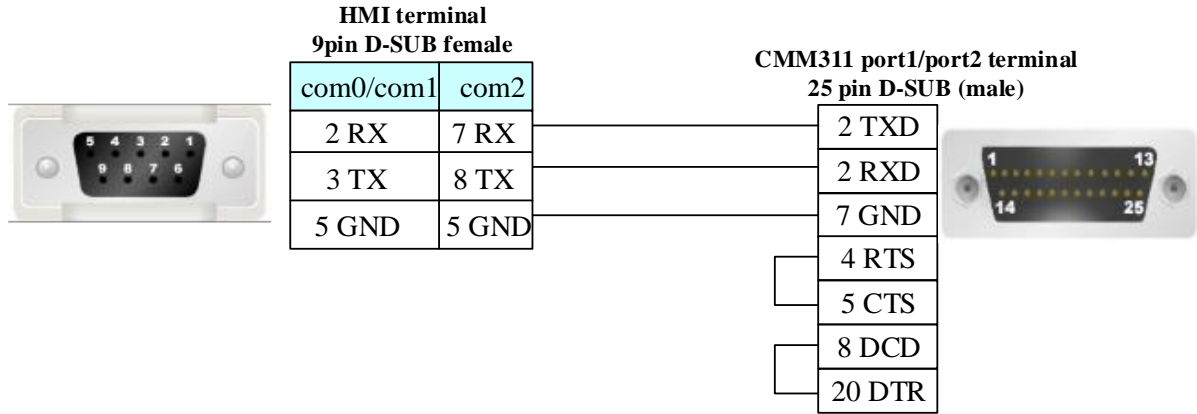 HMI terminal
9pin D-SUB female
com0/com1 com2
2 RX 7 RX
3 TX 8 TX
5 GND 5 GND
5 4 3 2 1
9 8 7 6
CMM311 port1/port2 terminal
25 pin D-SUB (male)
2 TXD
2 RXD
7 GND
4 RTS
5 CTS
8 DCD
20 DTR
1 13
14 25